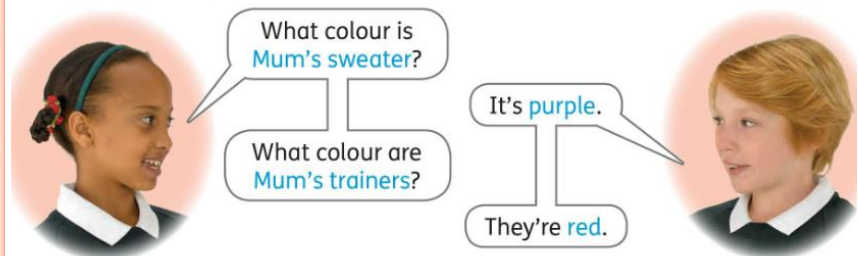 What colour is
Mum's sweater?
What colour are
Mum's trainers?
It's purple.
They're red.